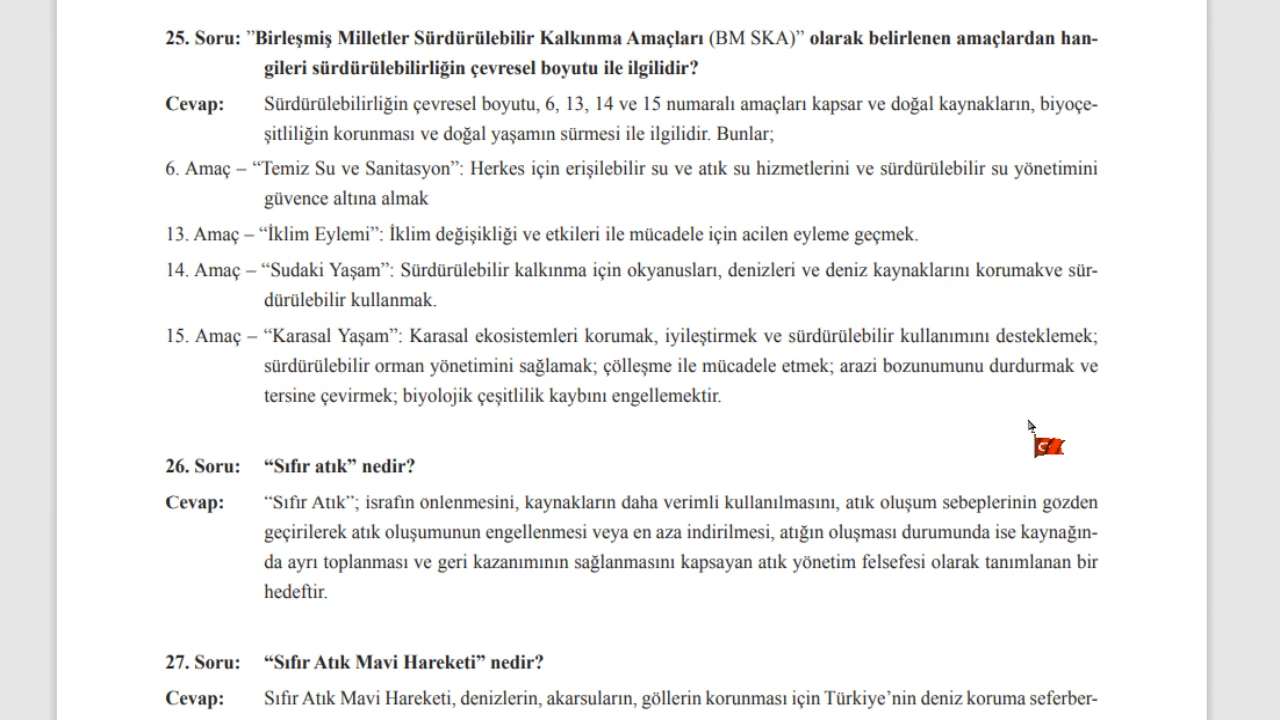 25. Soru: ”Birleşmiş Milletler Sürdürülebilir Kalkınma Amaçları (BM SKA)” olarak belirlenen amaçlardan han-
gileri sürdürülebilirliğin çevresel boyutu ile ilgilidir?
Cevap: Sürdürülebilirliğin çevresel boyutu, 6, 13, 14 ve 15 numaralı amaçları kapsar ve doğal kaynakların, biyoçe-
şitliliğin korunması ve doğal yaşamın sürmesi ile ilgilidir. Bunlar;
6. Amaç – “Temiz Su ve Sanitasyon”: Herkes için erişilebilir su ve atık su hizmetlerini ve sürdürülebilir su yönetimini
güvence altına almak
13. Amaç – “İklim Eylemi”: İklim değişikliği ve etkileri ile mücadele için acilen eyleme geçmek.
14. Amaç – “Sudaki Yaşam”: Sürdürülebilir kalkınma için okyanusları, denizleri ve deniz kaynaklarını korumakve sür-
dürülebilir kullanmak.
15. Amaç – “Karasal Yaşam”: Karasal ekosistemleri korumak, iyileştirmek ve sürdürülebilir kullanımını desteklemek;
sürdürülebilir orman yönetimini sağlamak; çölleşme ile mücadele etmek; arazi bozunumunu durdurmak ve
tersine çevirmek; biyolojik çeşitlilik kaybını engellemektir.
26. Soru: “Sıfır atık” nedir?
Cevap: “Sıfır Atık”; israfın önlenmesini, kaynakların daha verimli kullanılmasını, atık oluşum sebeplerinin gözden
geçirilerek atık oluşumunun engellenmesi veya en aza indirilmesi, atığın oluşması durumunda ise kaynağın-
da ayrı toplanması ve geri kazanımının sağlanmasını kapsayan atık yönetim felsefesi olarak tanımlanan bir
hedeftir.
27. Soru: “Sıfır Atık Mavi Hareketi” nedir?
Cevap: Sıfır Atık Mavi Hareketi, denizlerin, akarsuların, göllerin korunması için Türkiye’nin deniz koruma seferber-